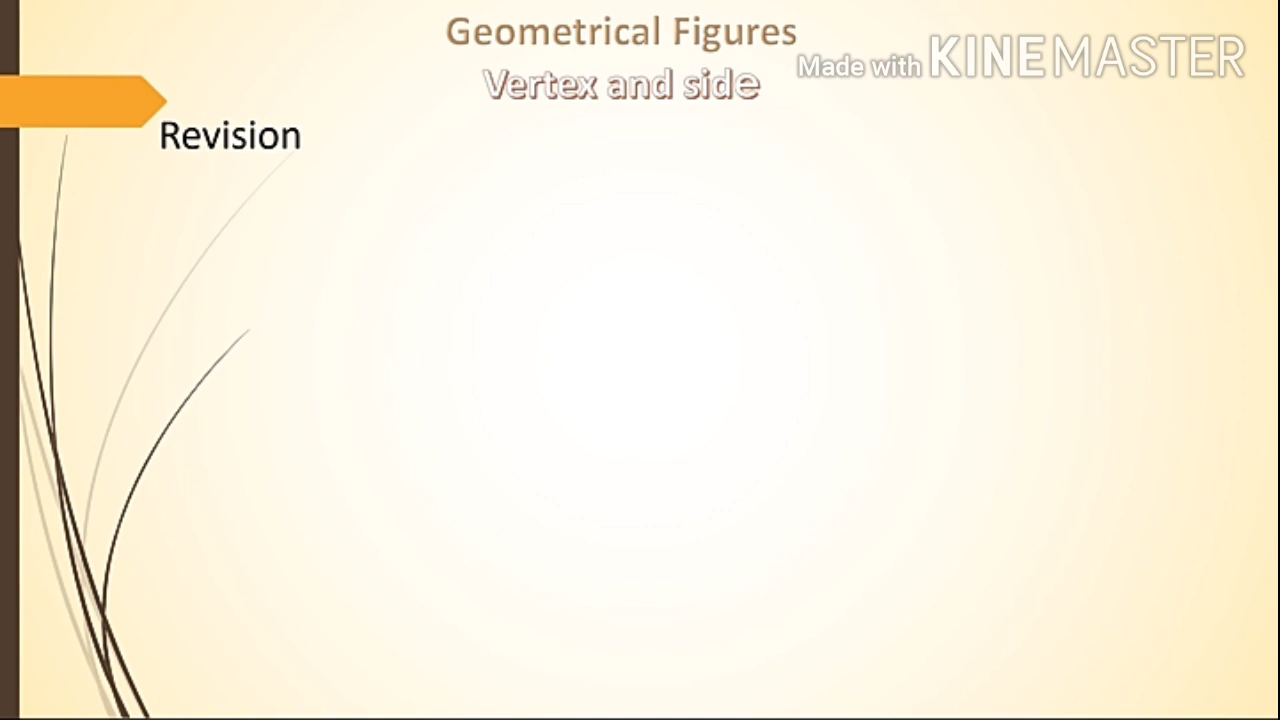 Geometrical Figures
Made with KINEMASTER
Vertex and side
Revision